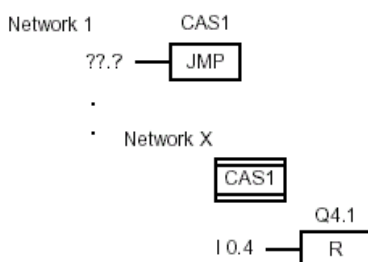 Network 1
CAS1
??.?
JMP
.
.
Network X
CAS1
Q4.1
I 0.4
R